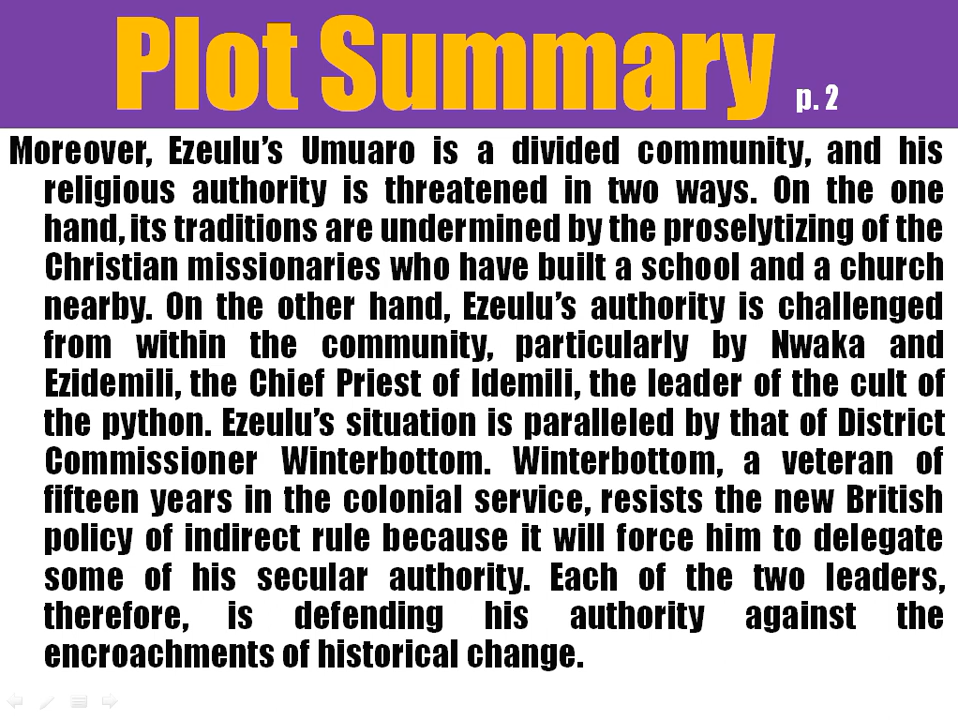 Plot Summary p. 2
Moreover, Ezeulu's Umuaro is a divided community, and his
religious authority is threatened in two ways. On the one
hand, its traditions are undermined by the proselytizing of the
Christian missionaries who have built a school and a church
nearby. On the other hand, Ezeulu's authority is challenged
from within the community, particularly by Nwaka and
Ezidemili, the Chief Priest of Idemili, the leader of the cult of
the python. Ezeulu's situation is paralleled by that of District
Commissioner Winterbottom. Winterbottom, a veteran of
fifteen years in the colonial service, resists the new British
policy of indirect rule because it will force him to delegate
some of his secular authority. Each of the two leaders,
therefore, is defending his authority against the
encroachments of historical change.